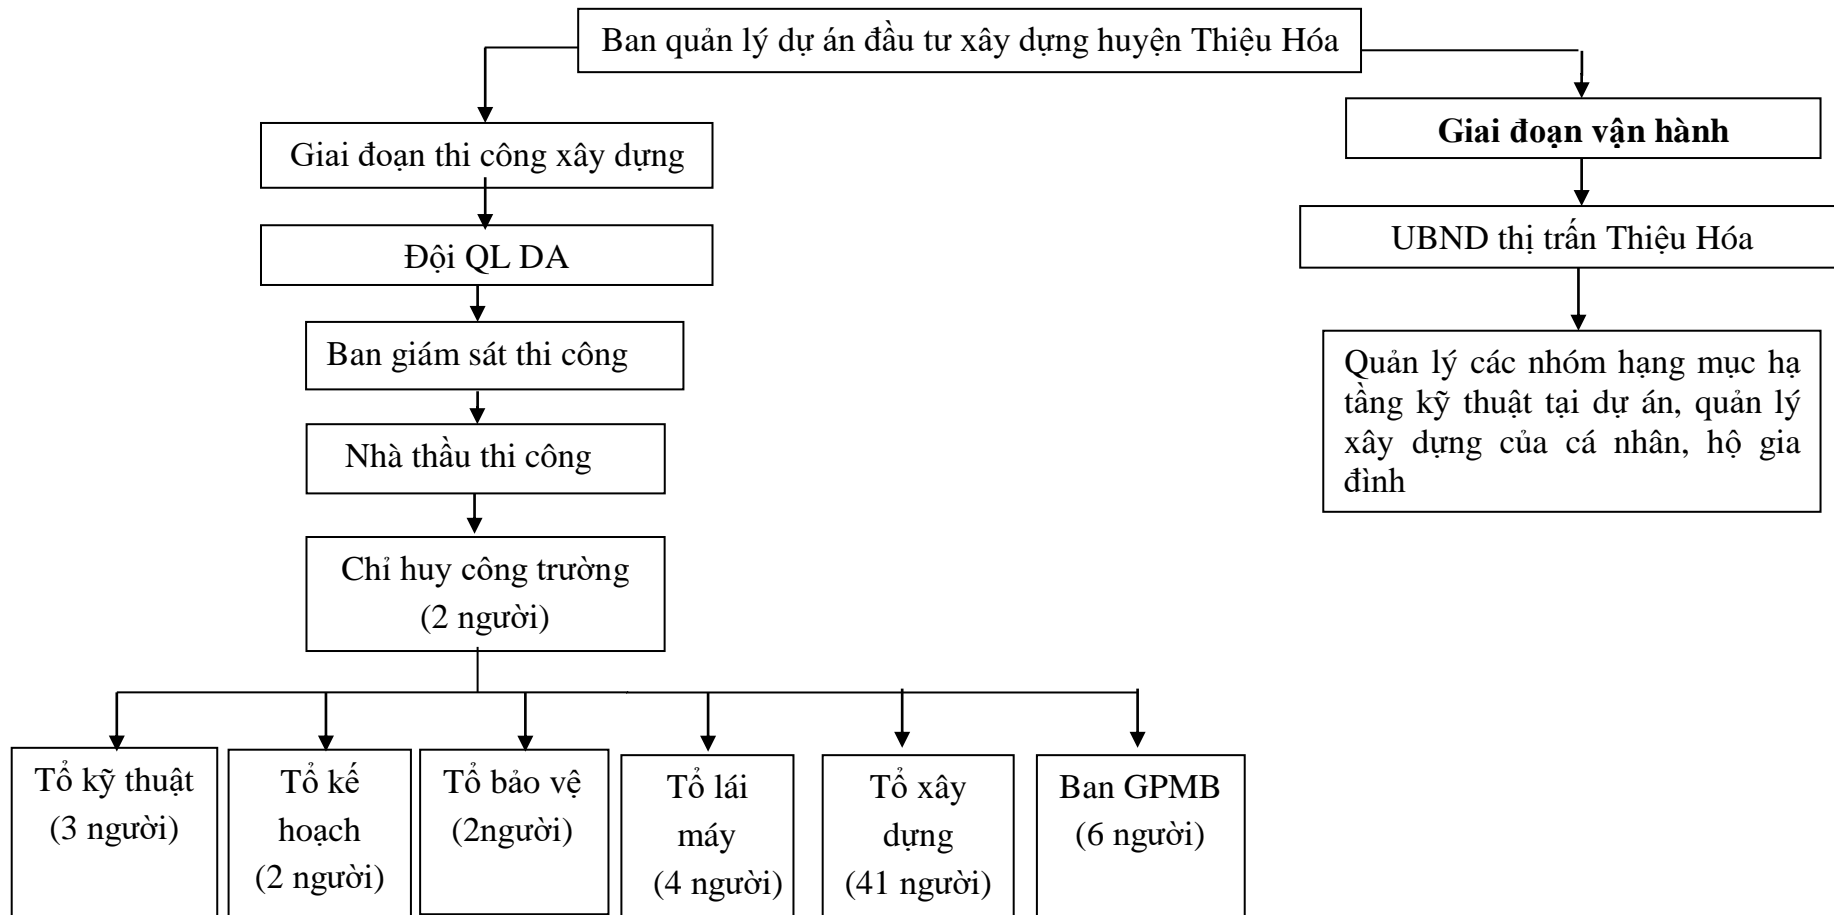 Ban quản lý dự án đầu tư xây dựng huyện Thiệu Hóa
Giai đoạn thi công xây dựng
Đội QL DA
Ban giám sát thi công
Nhà thầu thi công
Chỉ huy công trường
(2 người)
Tổ kỹ thuật
(3 người)
Tổ kế
hoạch
(2 người)
Tổ bảo vệ
(2người)
Tổ lái
máy
(4 người)
Tổ xây
dựng
(41 người)
Ban GPMB
(6 người)
Giai đoạn vận hành
UBND thị trấn Thiệu Hóa
Quản lý các nhóm hạng mục hạ
tầng kỹ thuật tại dự án, quản lý
xây dựng của cá nhân, hộ gia
đình